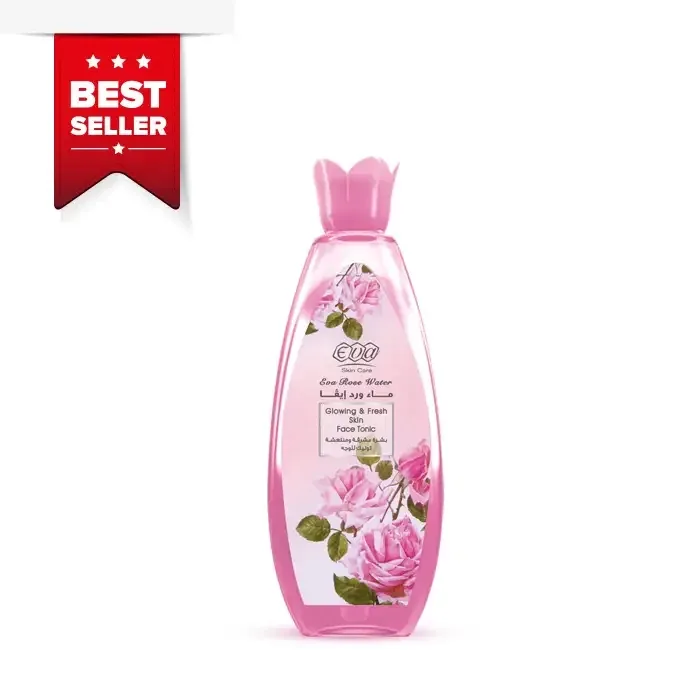 BEST
SELLER
Eva
Skin Care
Eva Rose Water
ماء ورد إيڤا
Glowing & Fresh
Skin
Face Tonic
بشرة مشرقة ومنتعشة
تونيك للوجه